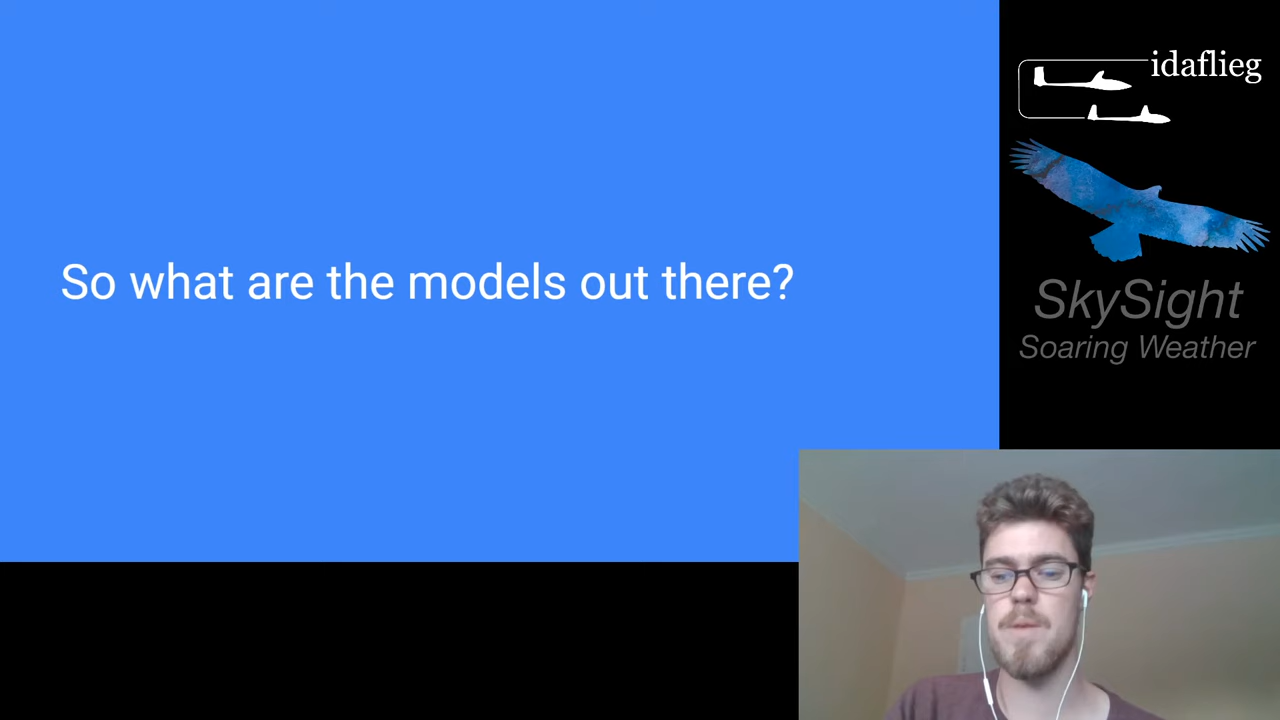 So what are the models out there?
idaflieg
SkySight
Soaring Weather